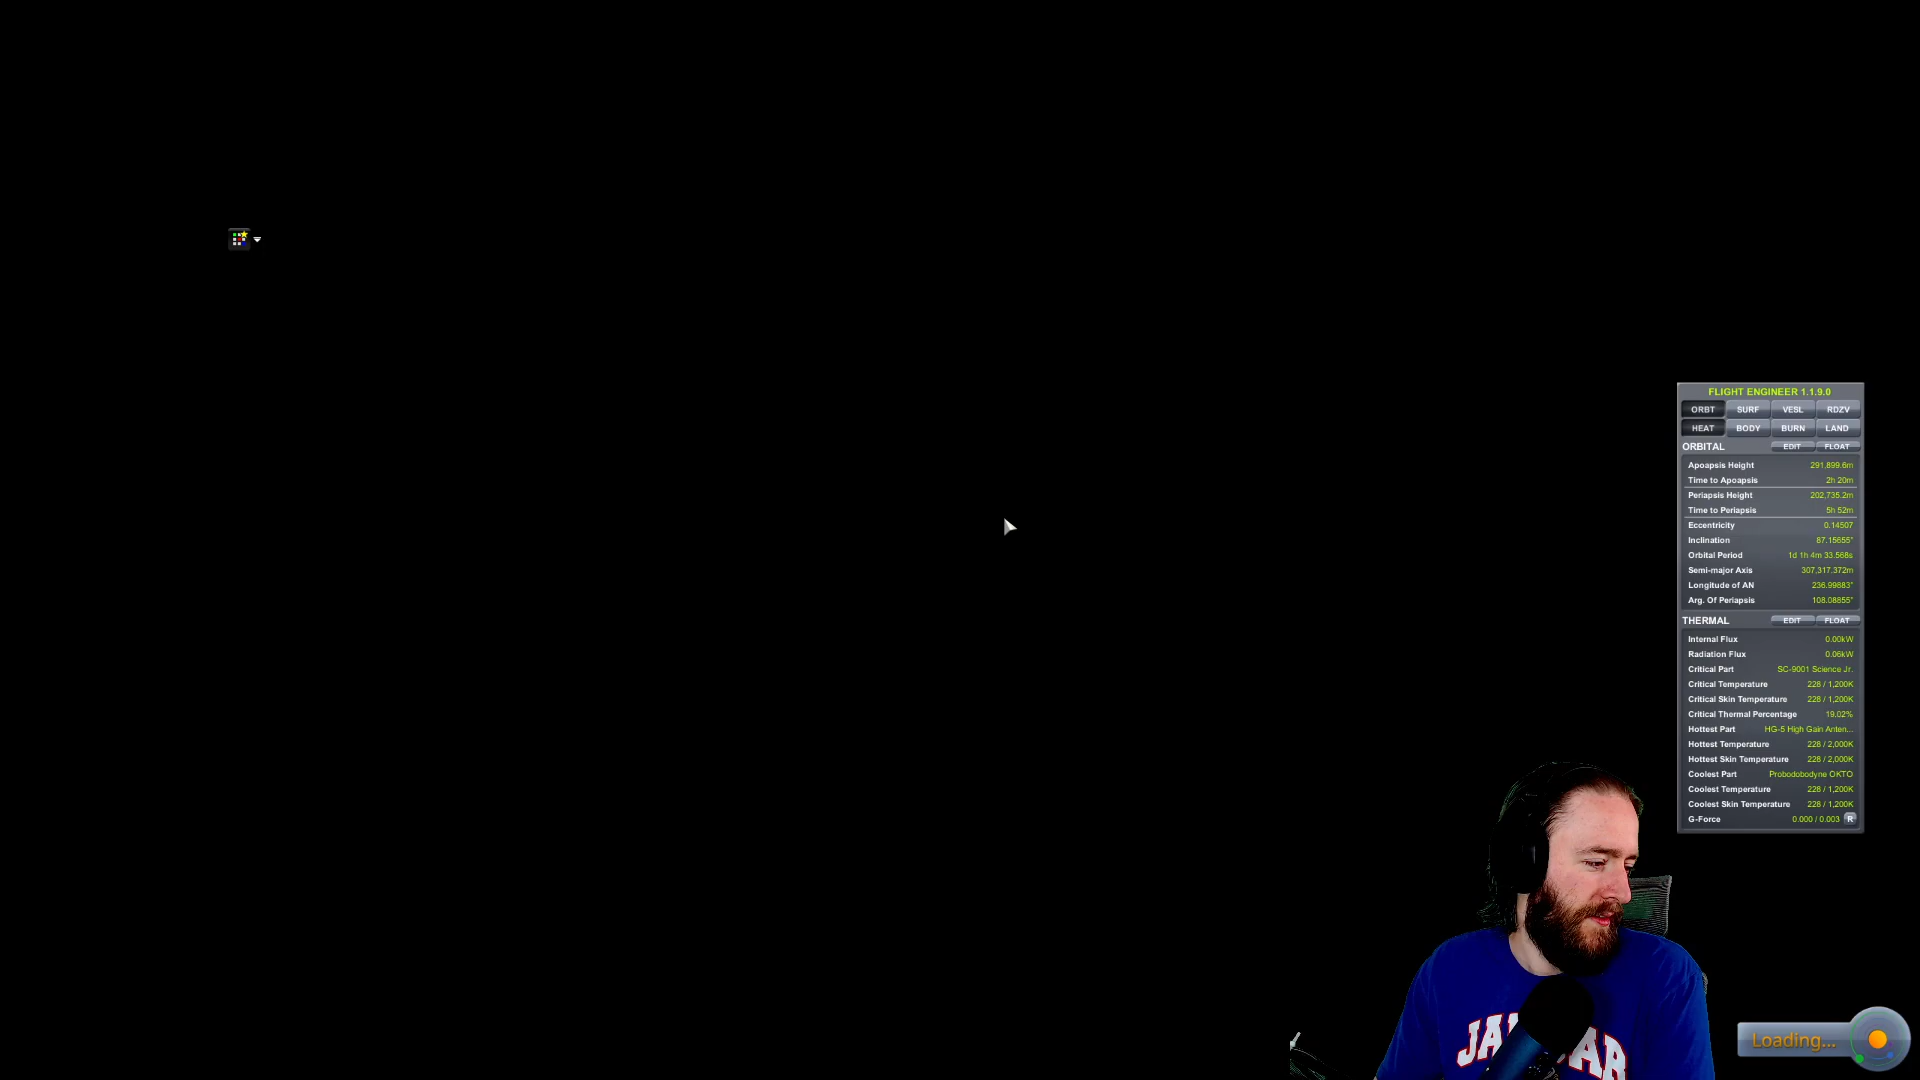 FLIGHT ENGINEER 1.1.9.0
ORBT SURF VESL RDZV
HEAT BODY BURN LAND
ORBITAL EDIT FLOAT
Apoapsis Height 291,899.6m
Time to Apoapsis 2h 20m
Periapsis Height 202,735.2m
Time to Periapsis 5h 52m
Eccentricity 0.14507
Inclination 87.15655°
Orbital Period 1d 1h 4m 33.568s
Semi-major Axis 307,317.372m
Longitude of AN 236.99883°
Arg. Of Periapsis 108.08855°
THERMAL EDIT FLOAT
Internal Flux 0.00kW
Radiation Flux 0.06kW
Critical Part SC-9001 Science Jr.
Critical Temperature 228 / 1,200K
Critical Skin Temperature 228 / 1,200K
Critical Thermal Percentage 19.02%
Hottest Part HG-5 High Gain Anten...
Hottest Temperature 228 / 2,000K
Hottest Skin Temperature 228 / 2,000K
Coolest Part Probodobodyne OKTO
Coolest Temperature 228 / 1,200K
Coolest Skin Temperature 228 / 1,200K
G-Force 0.000 / 0.003 R
Loading...